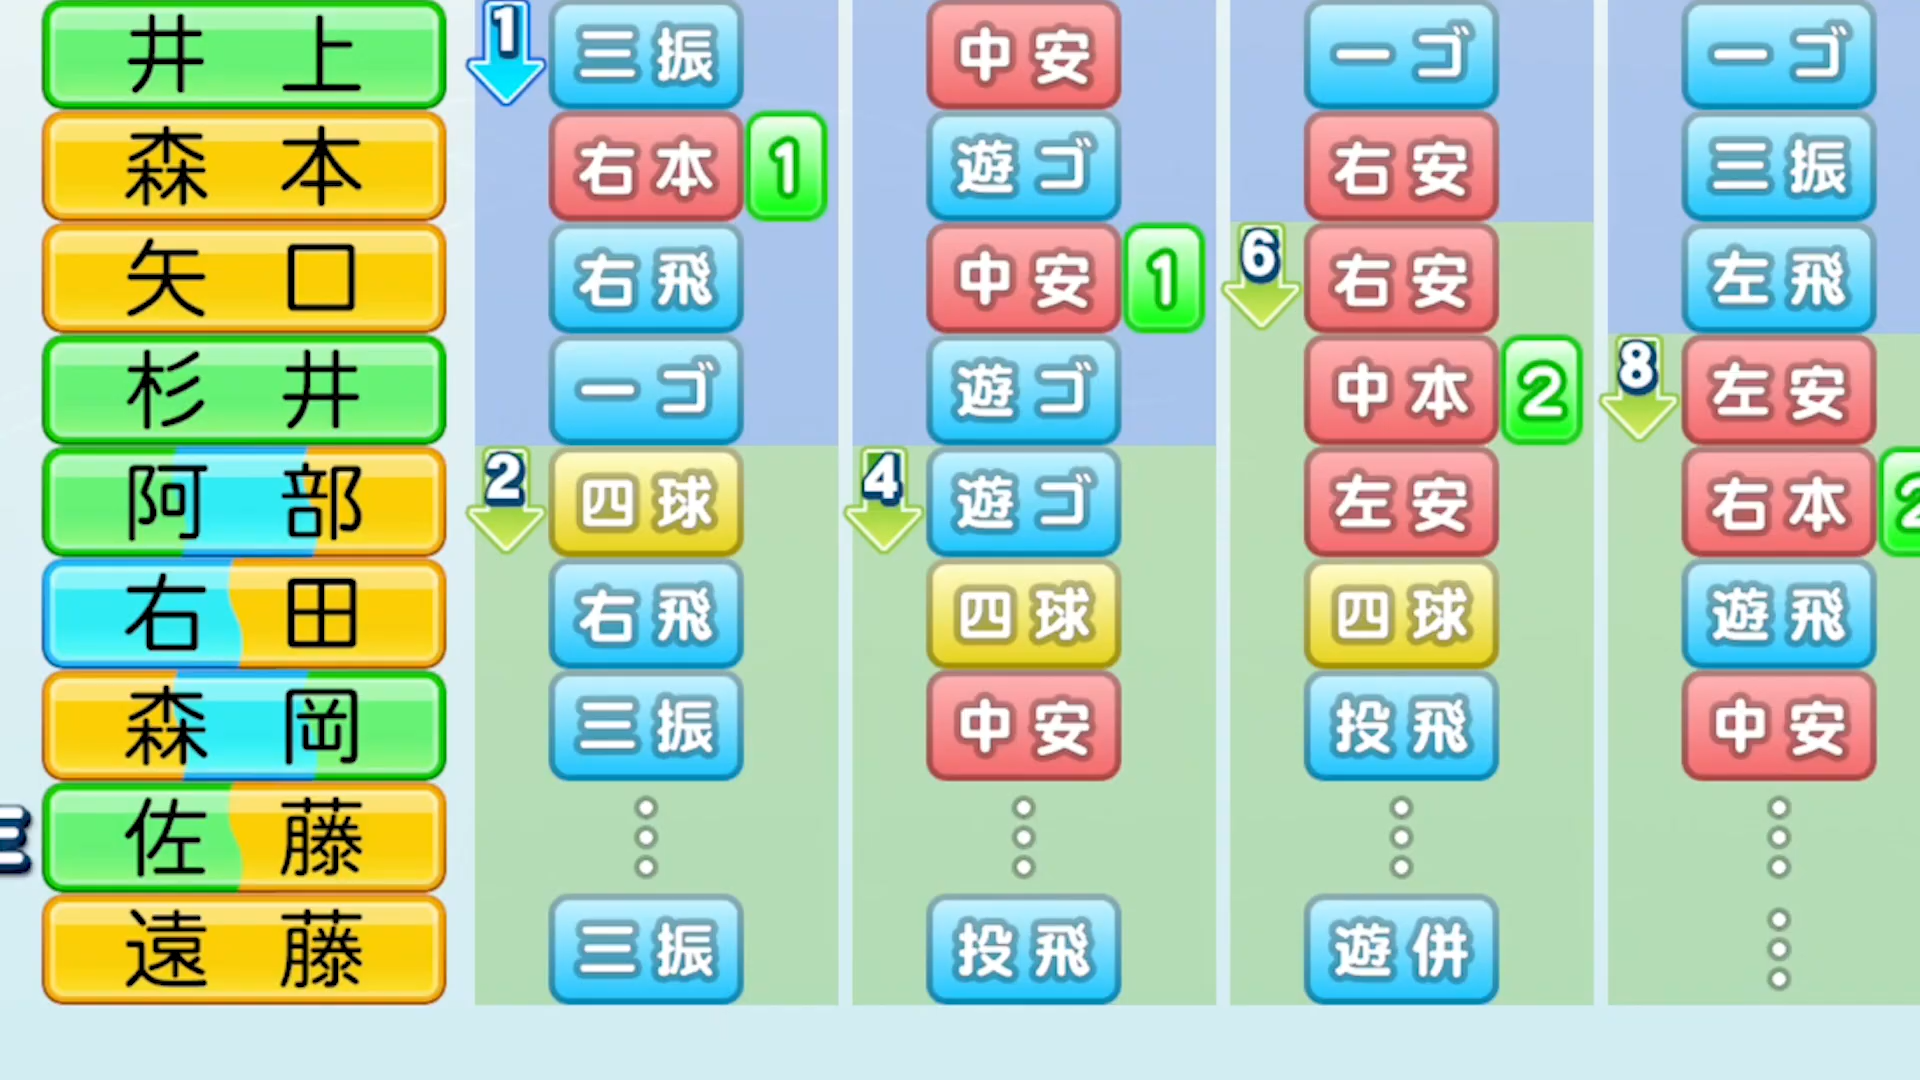 井上 1 三振 中安 一ゴ 一ゴ
森本 右本 1 遊ゴ 右安 三振
矢口 右飛 中安 1 6 右安 左飛
杉井 一ゴ 遊ゴ 中本 2 8 左安
阿部 2 四球 4 遊ゴ 左安 右本 2
右田 右飛 四球 四球 遊飛
森岡 三振 中安 投飛 中安
佐藤
遠藤 三振 投飛 遊併